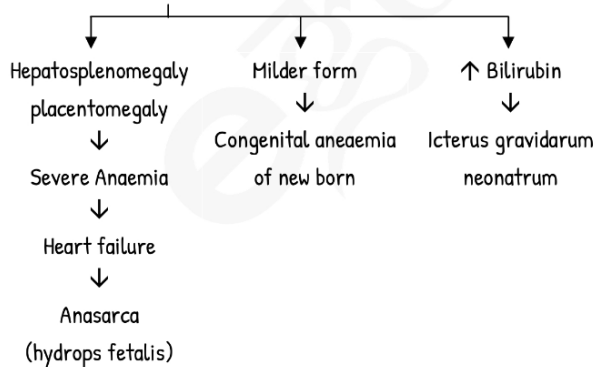 Hepatosplenomegaly
placentomegaly
↓
Severe Anaemia
↓
Heart failure
↓
Anasarca
(hydrops fetalis)
Milder form
↓
Congenital aneaemia
of new born
↑ Bilirubin
↓
Icterus gravidarum
neonatrum